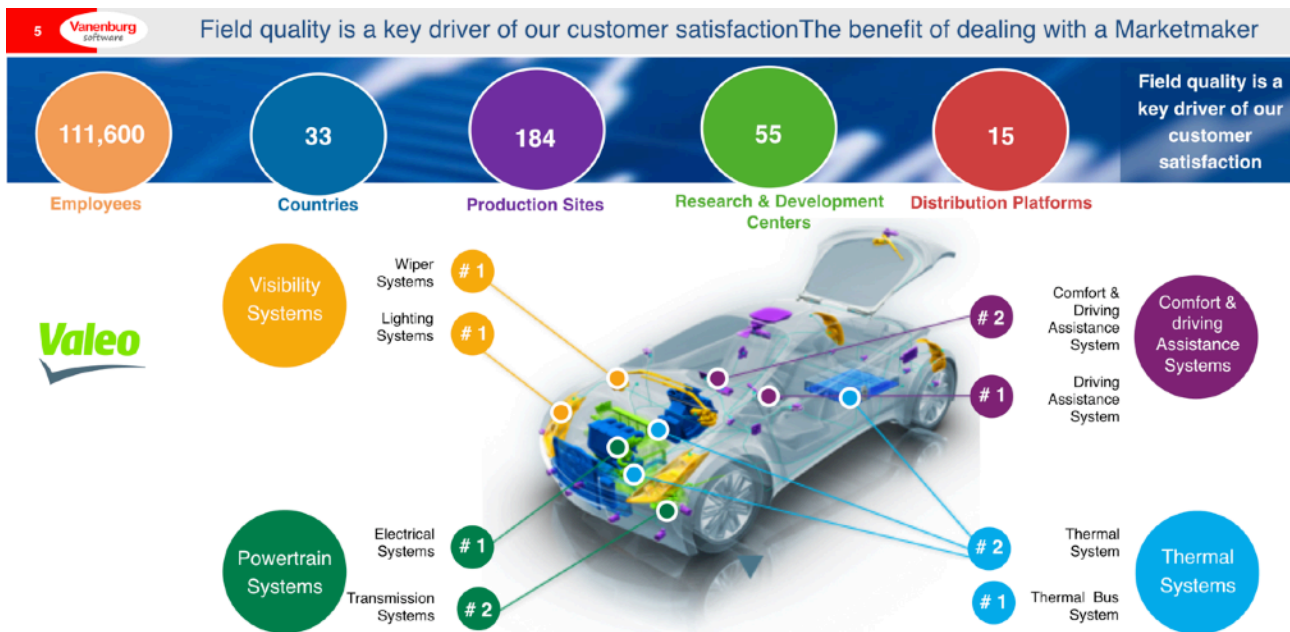 5
Vanenburg
software
Field quality is a key driver of our customer satisfactionThe benefit of dealing with a Marketmaker
111,600
33
184
55
15
Field quality is a
key driver of our
customer
satisfaction
Employees
Countries
Production Sites
Research & Development
Centers
Distribution Platforms
Visibility
Systems
Wiper
Systems
# 1
Lighting
Systems
# 1
Valeo
# 2
Comfort &
Driving
Assistance
System
# 1
Driving
Assistance
System
Comfort &
driving
Assistance
Systems
Powertrain
Systems
Electrical
Systems
# 1
Transmission
Systems
# 2
# 2
Thermal
System
# 1
Thermal Bus
System
Thermal
Systems